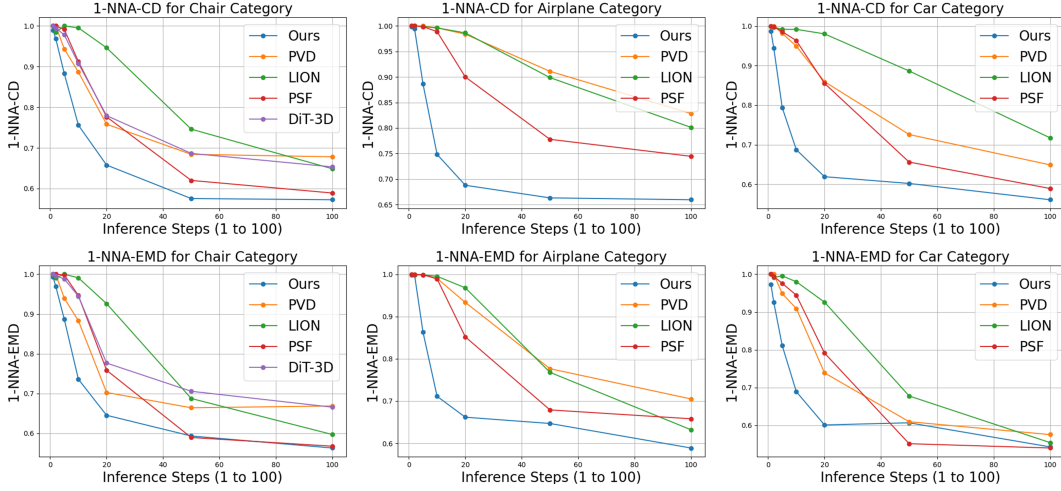 1-NNA-CD for Chair Category
1-NNA-CD
1.0
0.9
0.8
0.7
0.6
Ours
PVD
LION
PSF
DiT-3D
0 20 40 60 80 100
Inference Steps (1 to 100)
1-NNA-CD for Airplane Category
1-NNA-CD
1.00
0.95
0.90
0.85
0.80
0.75
0.70
0.65
Ours
PVD
LION
PSF
0 20 40 60 80 100
Inference Steps (1 to 100)
1-NNA-CD for Car Category
1-NNA-CD
1.0
0.9
0.8
0.7
0.6
Ours
PVD
LION
PSF
0 20 40 60 80 100
Inference Steps (1 to 100)
1-NNA-EMD for Chair Category
1-NNA-EMD
1.0
0.9
0.8
0.7
0.6
Ours
PVD
LION
PSF
DiT-3D
0 20 40 60 80 100
Inference Steps (1 to 100)
1-NNA-EMD for Airplane Category
1-NNA-EMD
1.0
0.9
0.8
0.7
0.6
Ours
PVD
LION
PSF
0 20 40 60 80 100
Inference Steps (1 to 100)
1-NNA-EMD for Car Category
1-NNA-EMD
1.0
0.9
0.8
0.7
0.6
Ours
PVD
LION
PSF
0 20 40 60 80 100
Inference Steps (1 to 100)